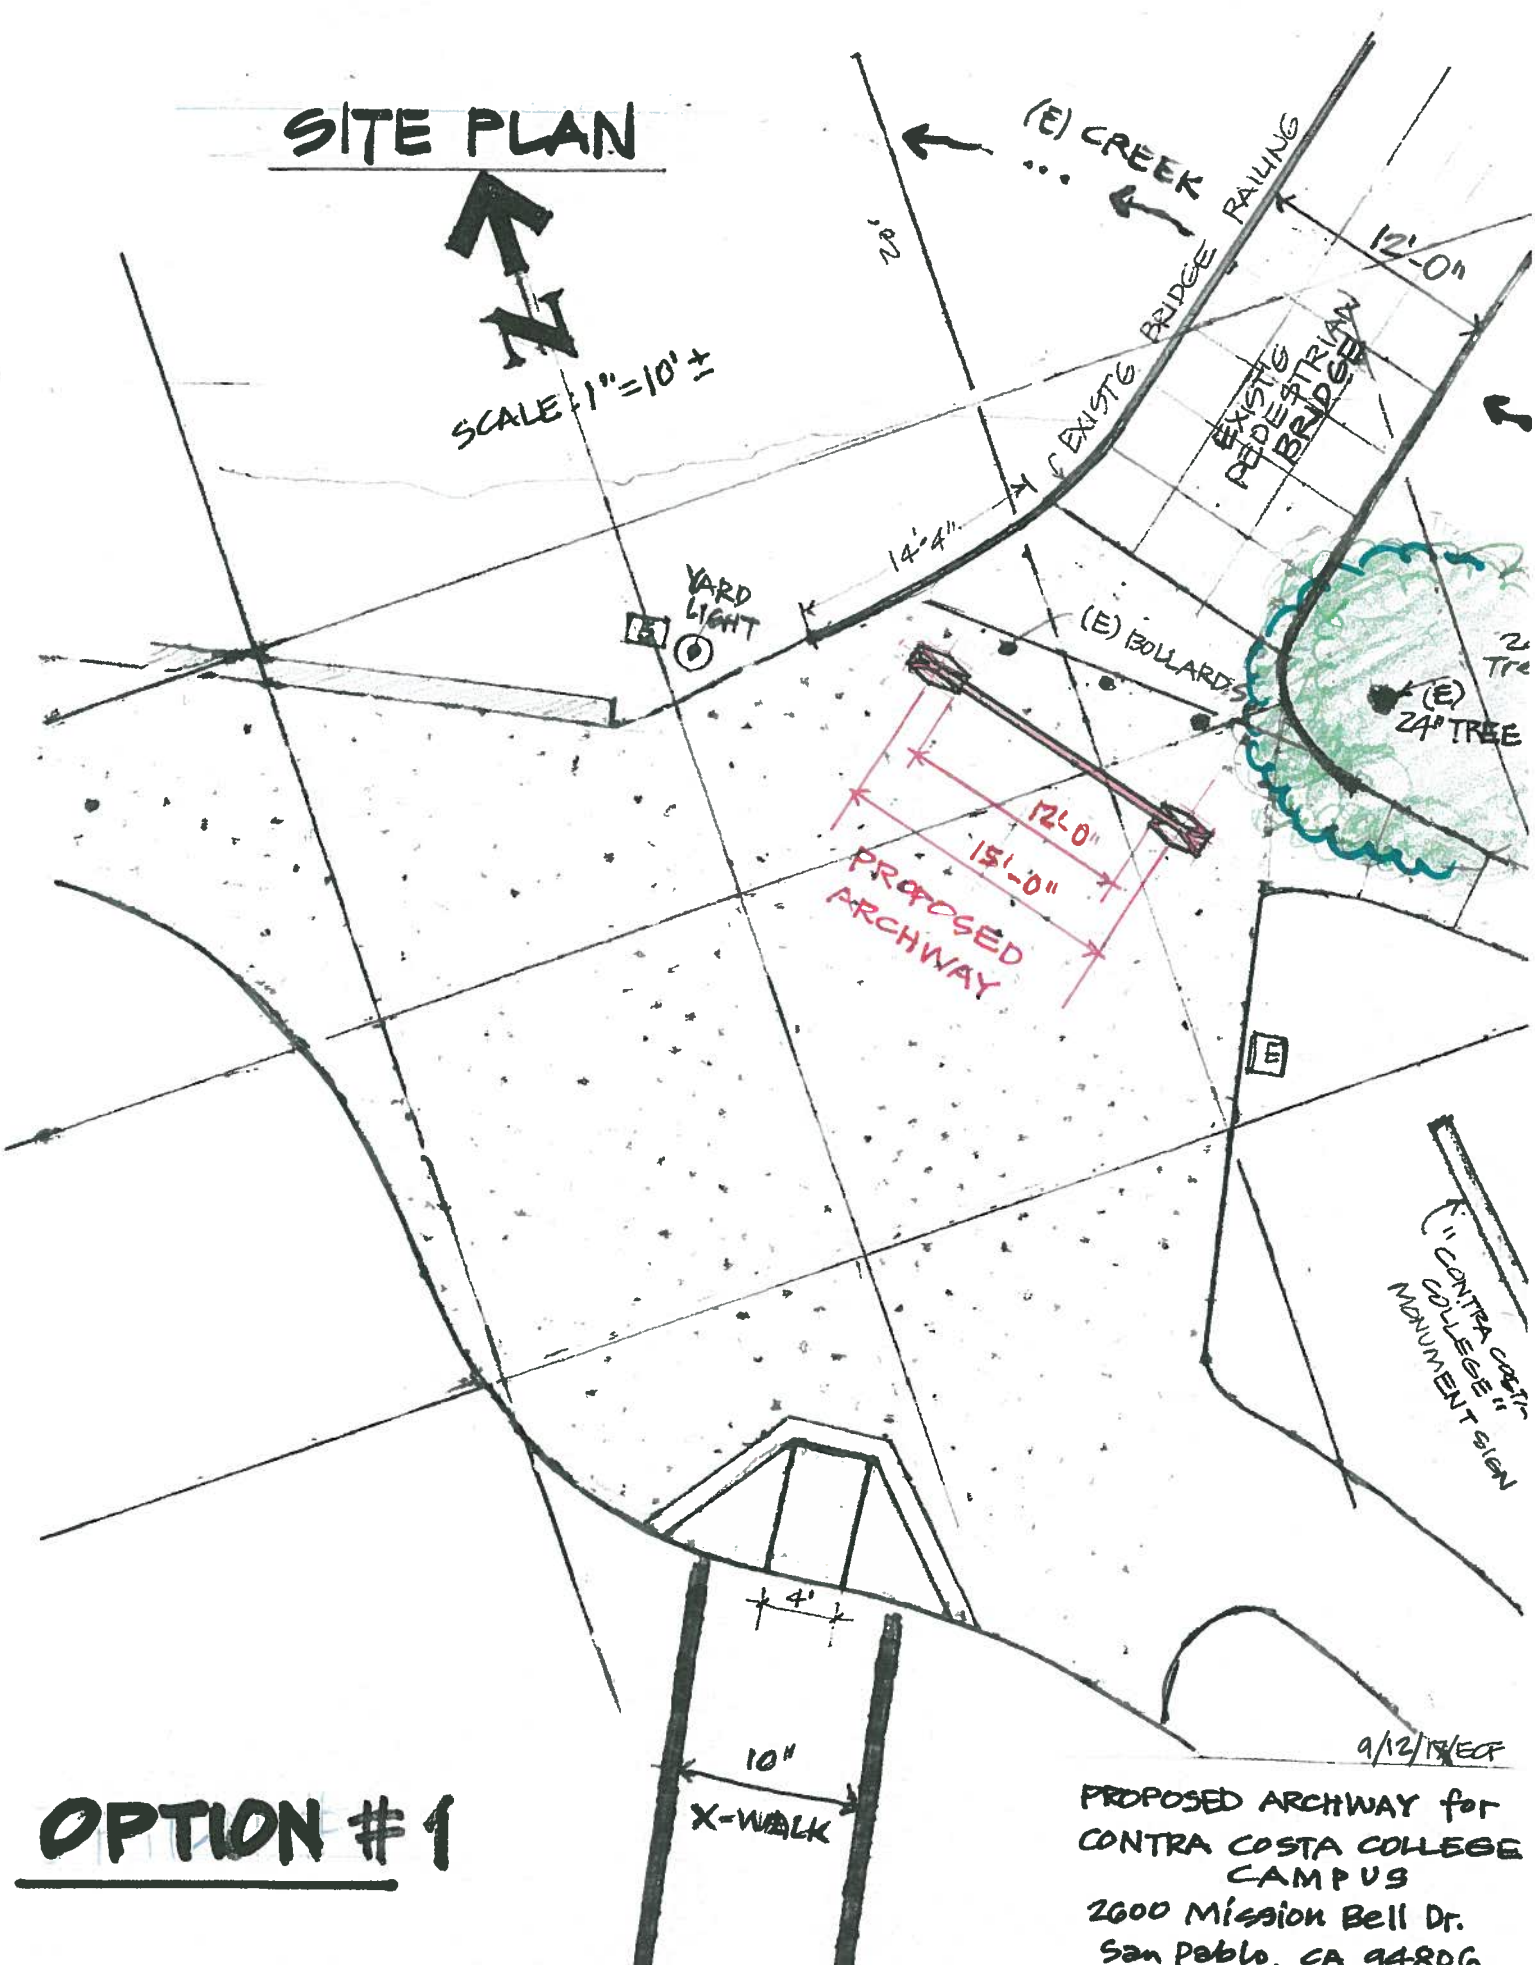 SITE PLAN
N
SCALE: 1"=10' ±
20'
(E) CREEK
...
EXIST'G BRIDGE RAILING
12'-0"
EXIST'G
PEDESTRIAN
BRIDGE
14'-4"
YARD
LIGHT
E
(E) BOLLARDS
(E)
24" TREE
12'-0"
15'-0"
PROPOSED
ARCHWAY
E
"CONTRA
COLLEGE"
MONUMENT SIGN
4'
10"
X-WALK
OPTION #1
PROPOSED ARCHWAY for
CONTRA COSTA COLLEGE
CAMPUS
2600 Mission Bell Dr.
San Pablo, CA 94806